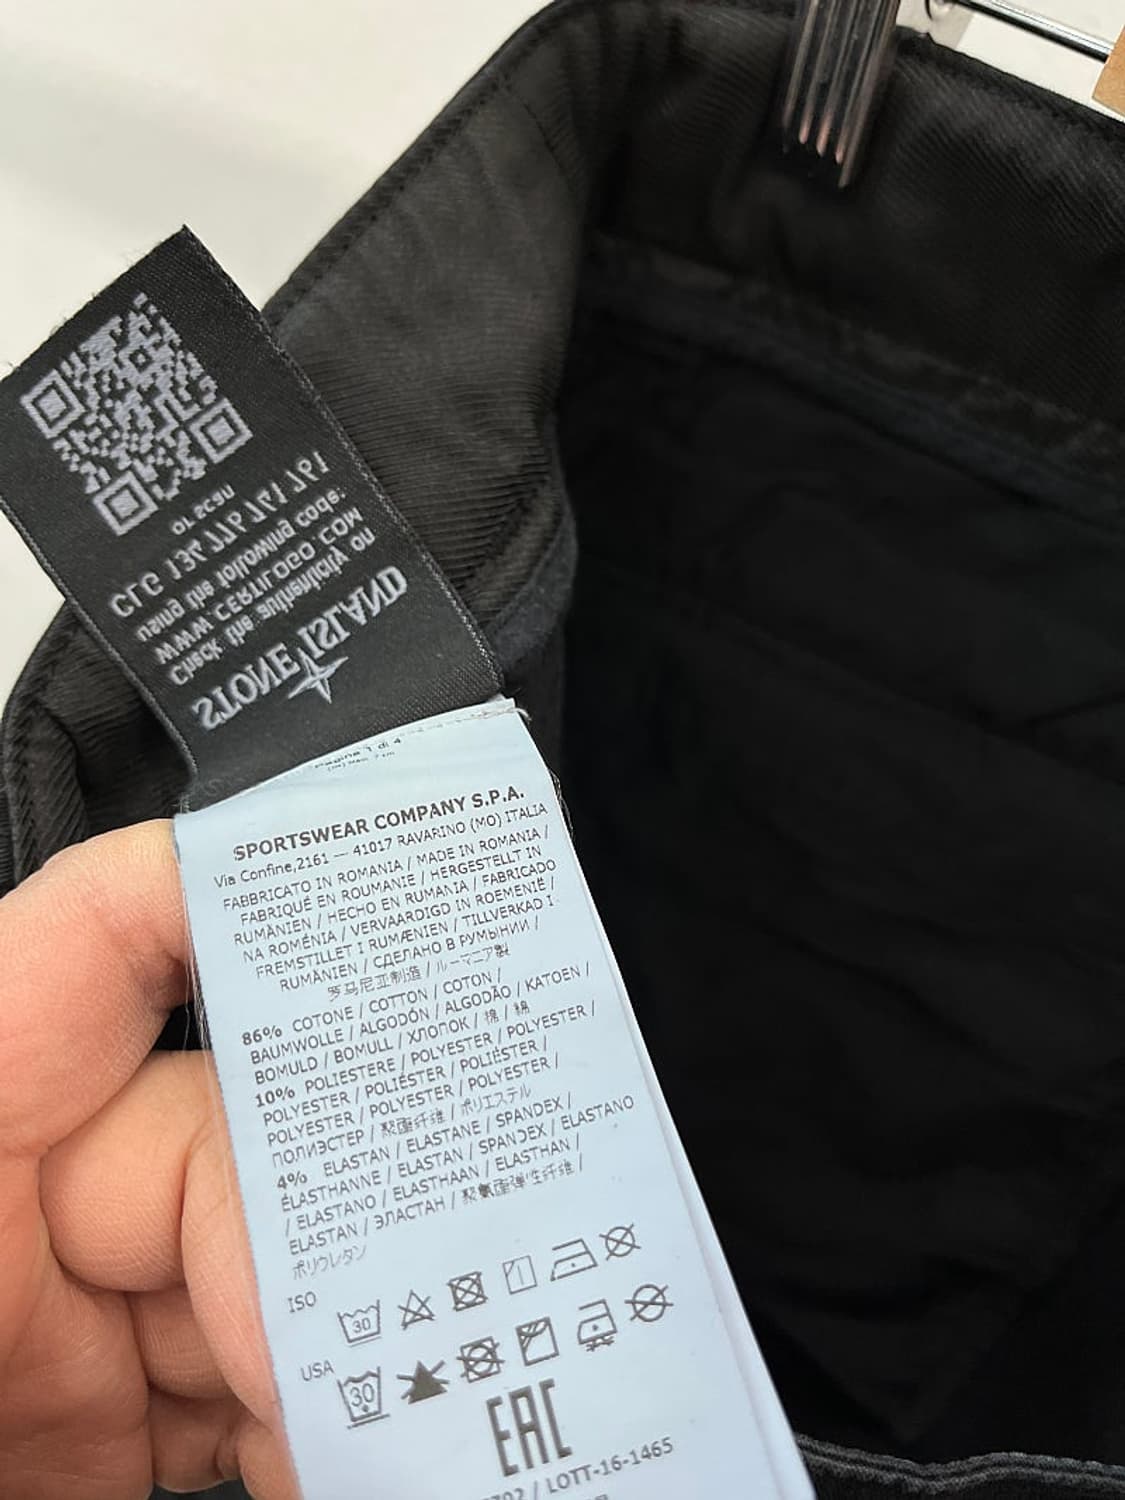 STONE ISLAND
Check the authenticity on
WWW.CERTILOGO.COM
using the following code:
CLG
or scan
Pagina 1 di 4
SPORTSWEAR COMPANY S.P.A.
Via Confine,2161 — 41017 RAVARINO (MO) ITALIA
FABBRICATO IN ROMANIA / MADE IN ROMANIA /
FABRIQUÉ EN ROUMANIE / HERGESTELLT IN
RUMÄNIEN / HECHO EN RUMANIA / FABRICADO
NA ROMÉNIA / VERVAARDIGD IN ROEMENIË /
FREMSTILLET I RUMÆNIEN / TILLVERKAD I
RUMÄNIEN / СДЕЛАНО В РУМЫНИИ /
罗马尼亚制造 / ルーマニア製
86% COTONE / COTTON / COTON /
BAUMWOLLE / ALGODÓN / ALGODÃO / KATOEN /
BOMULD / BOMULL / ХЛОПОК / 棉 / 綿
10% POLIESTERE / POLYESTER / POLYESTER /
POLYESTER / POLIÉSTER / POLIÉSTER /
POLYESTER / POLYESTER / POLYESTER /
ПОЛИЭСТЕР / 聚酯纤维 / ポリエステル
4% ELASTAN / ELASTANE / SPANDEX /
ÉLASTHANNE / ELASTAN / SPANDEX / ELASTANO
/ ELASTANO / ELASTHAAN / ELASTHAN /
ELASTAN / ЭЛАСТАН / 聚氨酯弹性纤维 /
ポリウレタン
ISO
30
USA
30
EAC
/ LOTT-16-1465